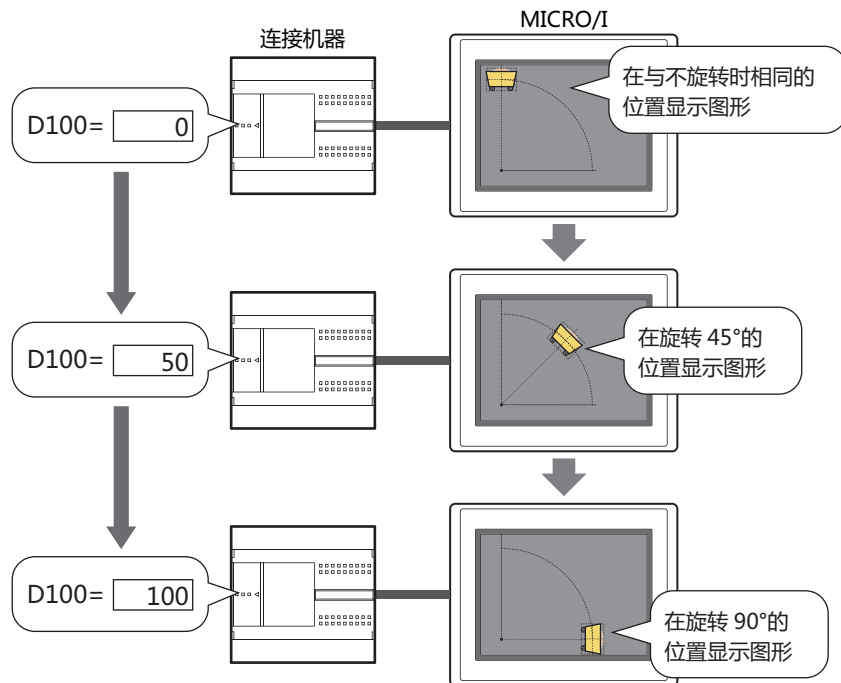 连接机器
MICRO/I
D100= 0
在与不旋转时相同的
位置显示图形
D100= 50
在旋转 45°的
位置显示图形
D100= 100
在旋转 90°的
位置显示图形